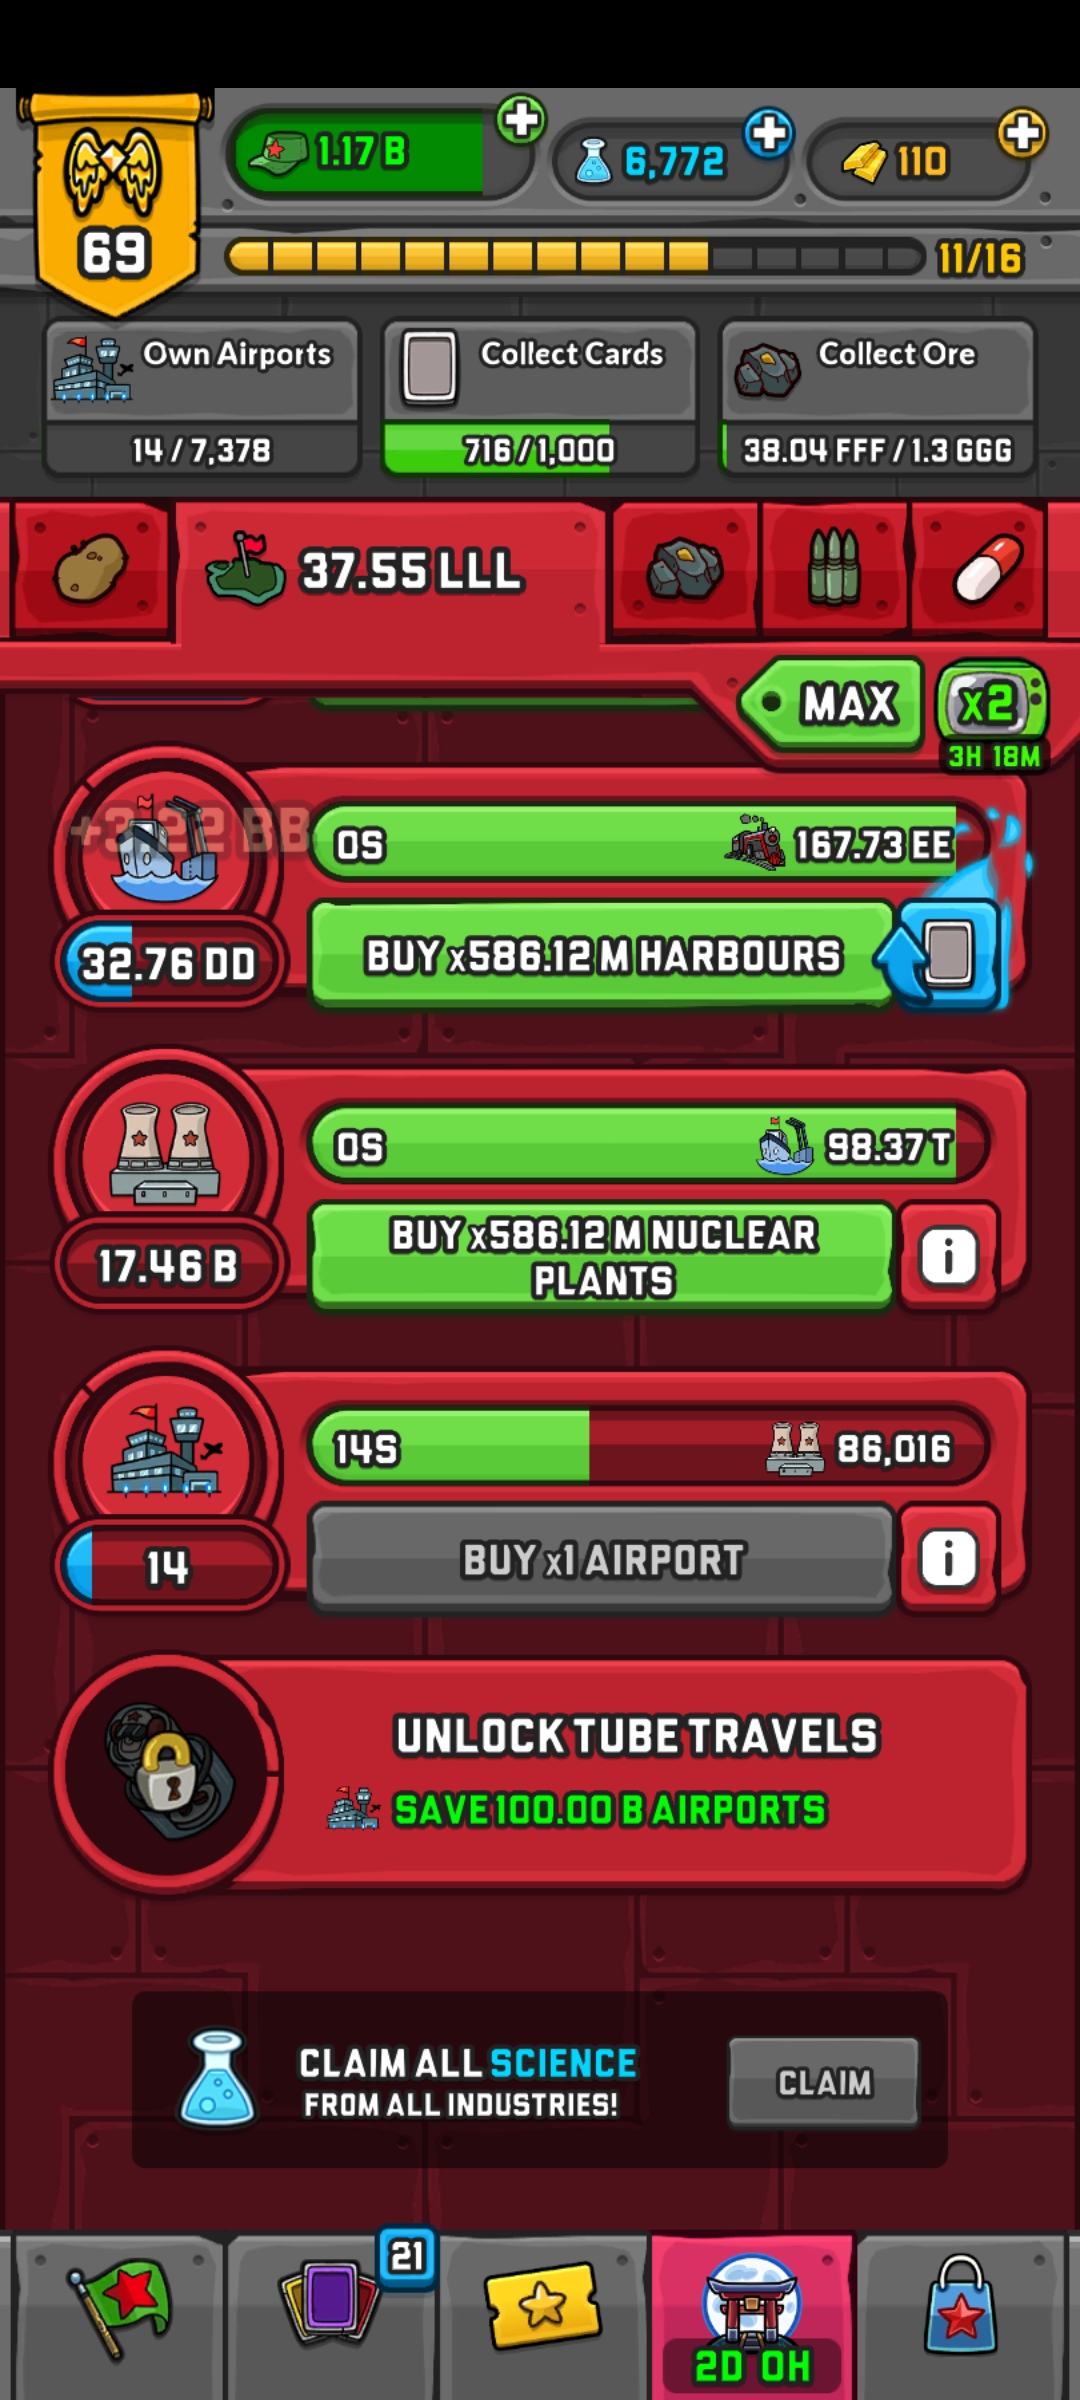 1.17 B
6,772
110
69
11/16
Own Airports
14 / 7,378
Collect Cards
716 / 1,000
Collect Ore
38.04 FFF / 1.3 GGG
37.55 LLL
MAX
x2
3H 18M
+3.22 BB
0S
167.73 EE
32.76 DD
BUY x586.12 M HARBOURS
0S
98.37 T
17.46 B
BUY x586.12 M NUCLEAR
PLANTS
i
14S
86,016
14
BUY x1 AIRPORT
i
UNLOCK TUBE TRAVELS
SAVE 100.00 B AIRPORTS
CLAIM ALL SCIENCE
FROM ALL INDUSTRIES!
CLAIM
21
2D 0H